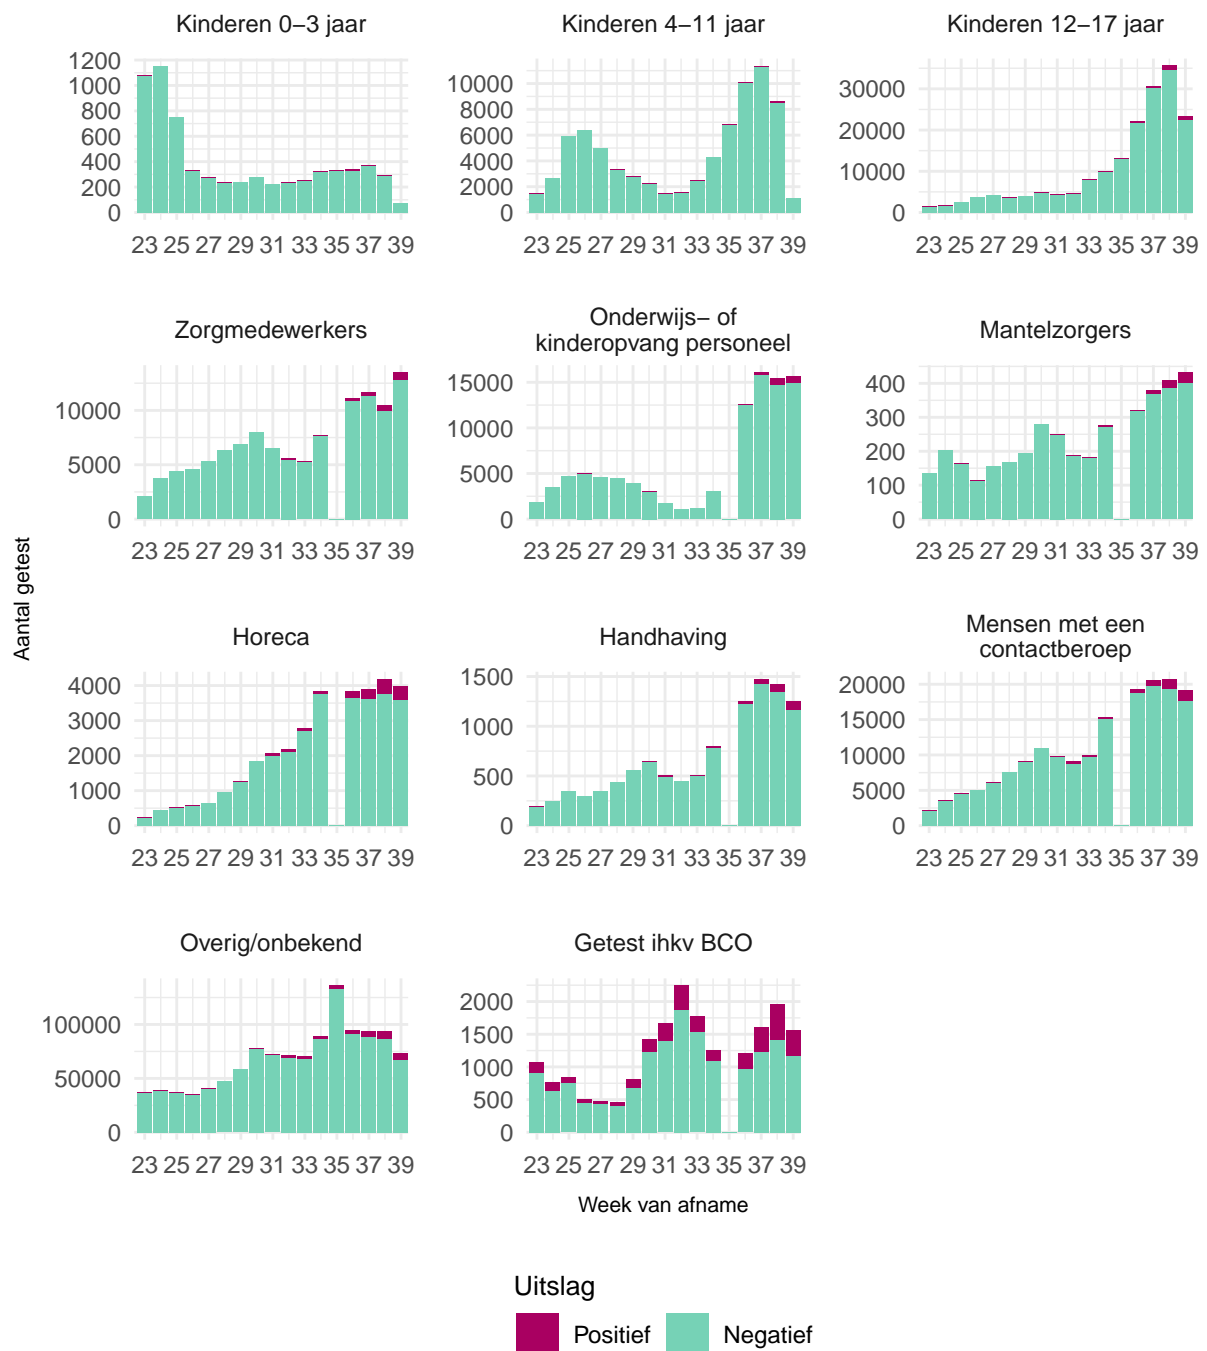 Kinderen 0–3 jaar
Kinderen 4–11 jaar
Kinderen 12–17 jaar
1200
1000
800
600
400
200
0
10000
8000
6000
4000
2000
0
30000
20000
10000
0
23 25 27 29 31 33 35 37 39
23 25 27 29 31 33 35 37 39
23 25 27 29 31 33 35 37 39
Zorgmedewerkers
Onderwijs– of
kinderopvang personeel
Mantelzorgers
10000
5000
0
15000
10000
5000
0
400
300
200
100
0
23 25 27 29 31 33 35 37 39
23 25 27 29 31 33 35 37 39
23 25 27 29 31 33 35 37 39
Aantal getest
Horeca
Handhaving
Mensen met een
contactberoep
4000
3000
2000
1000
0
1500
1000
500
0
20000
15000
10000
5000
0
23 25 27 29 31 33 35 37 39
23 25 27 29 31 33 35 37 39
23 25 27 29 31 33 35 37 39
Overig/onbekend
Getest ihkv BCO
100000
50000
0
2000
1500
1000
500
0
23 25 27 29 31 33 35 37 39
23 25 27 29 31 33 35 37 39
Week van afname
Uitslag
Positief
Negatief